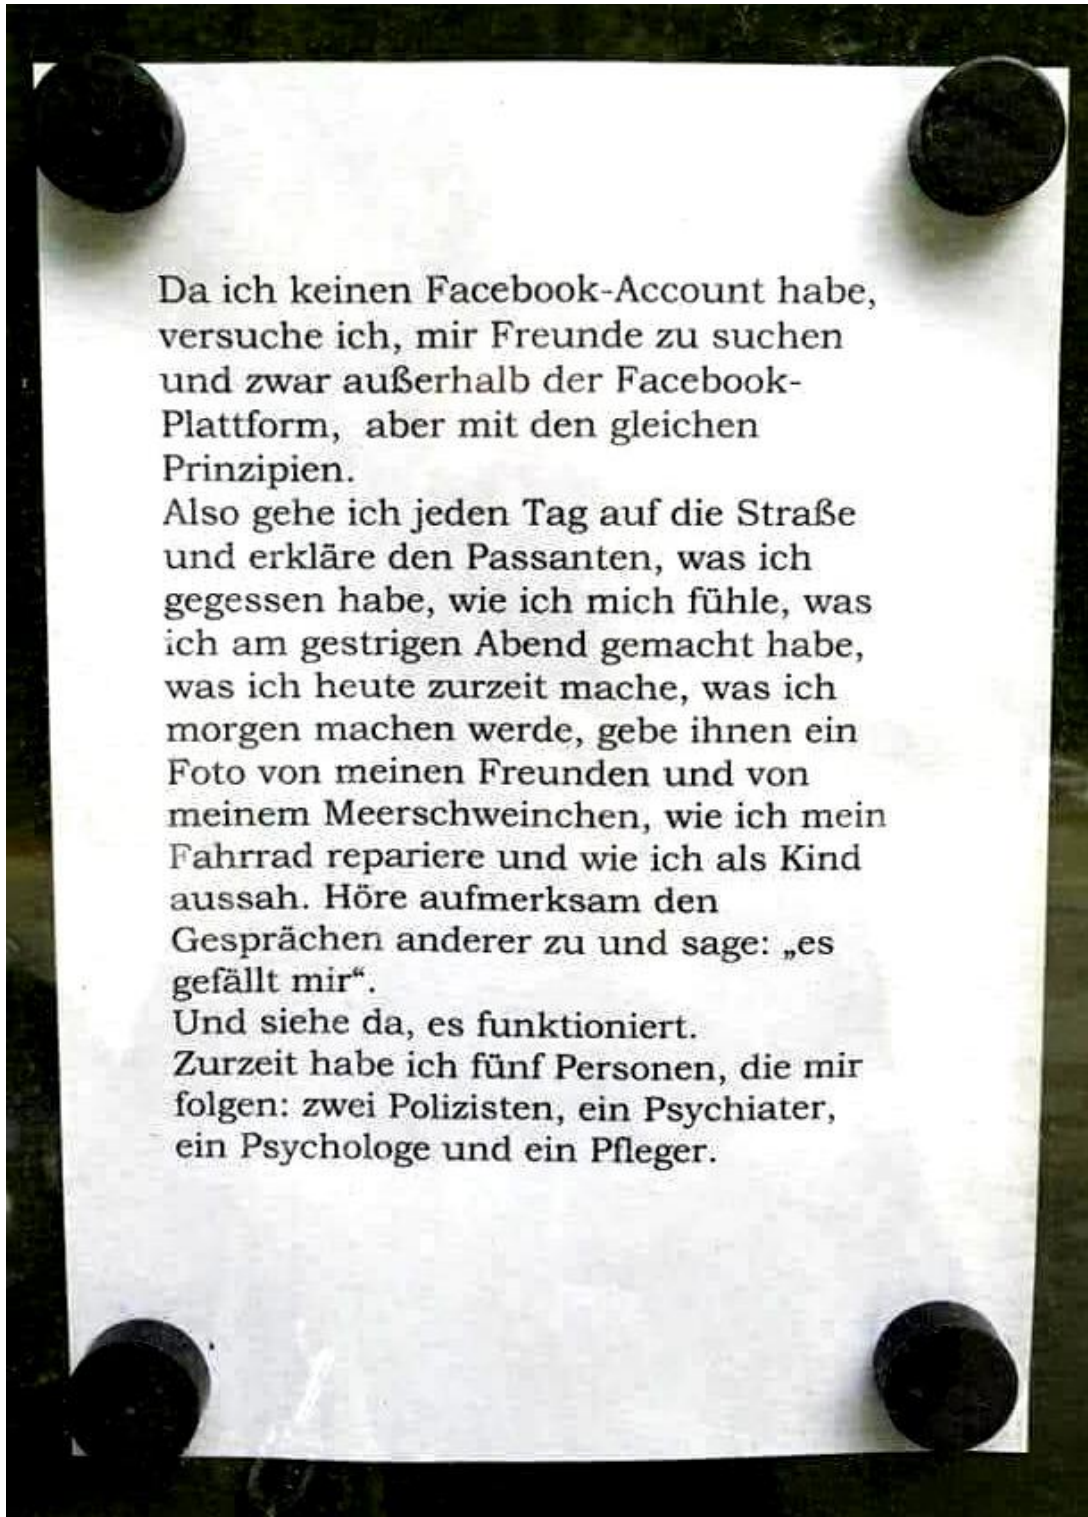 Da ich keinen Facebook-Account habe,
versuche ich, mir Freunde zu suchen
und zwar außerhalb der Facebook-
Plattform,  aber mit den gleichen
Prinzipien.
Also gehe ich jeden Tag auf die Straße
und erkläre den Passanten, was ich
gegessen habe, wie ich mich fühle, was
ich am gestrigen Abend gemacht habe,
was ich heute zurzeit mache, was ich
morgen machen werde, gebe ihnen ein
Foto von meinen Freunden und von
meinem Meerschweinchen, wie ich mein
Fahrrad repariere und wie ich als Kind
aussah. Höre aufmerksam den
Gesprächen anderer zu und sage: „es
gefällt mir“.
Und siehe da, es funktioniert.
Zurzeit habe ich fünf Personen, die mir
folgen: zwei Polizisten, ein Psychiater,
ein Psychologe und ein Pfleger.